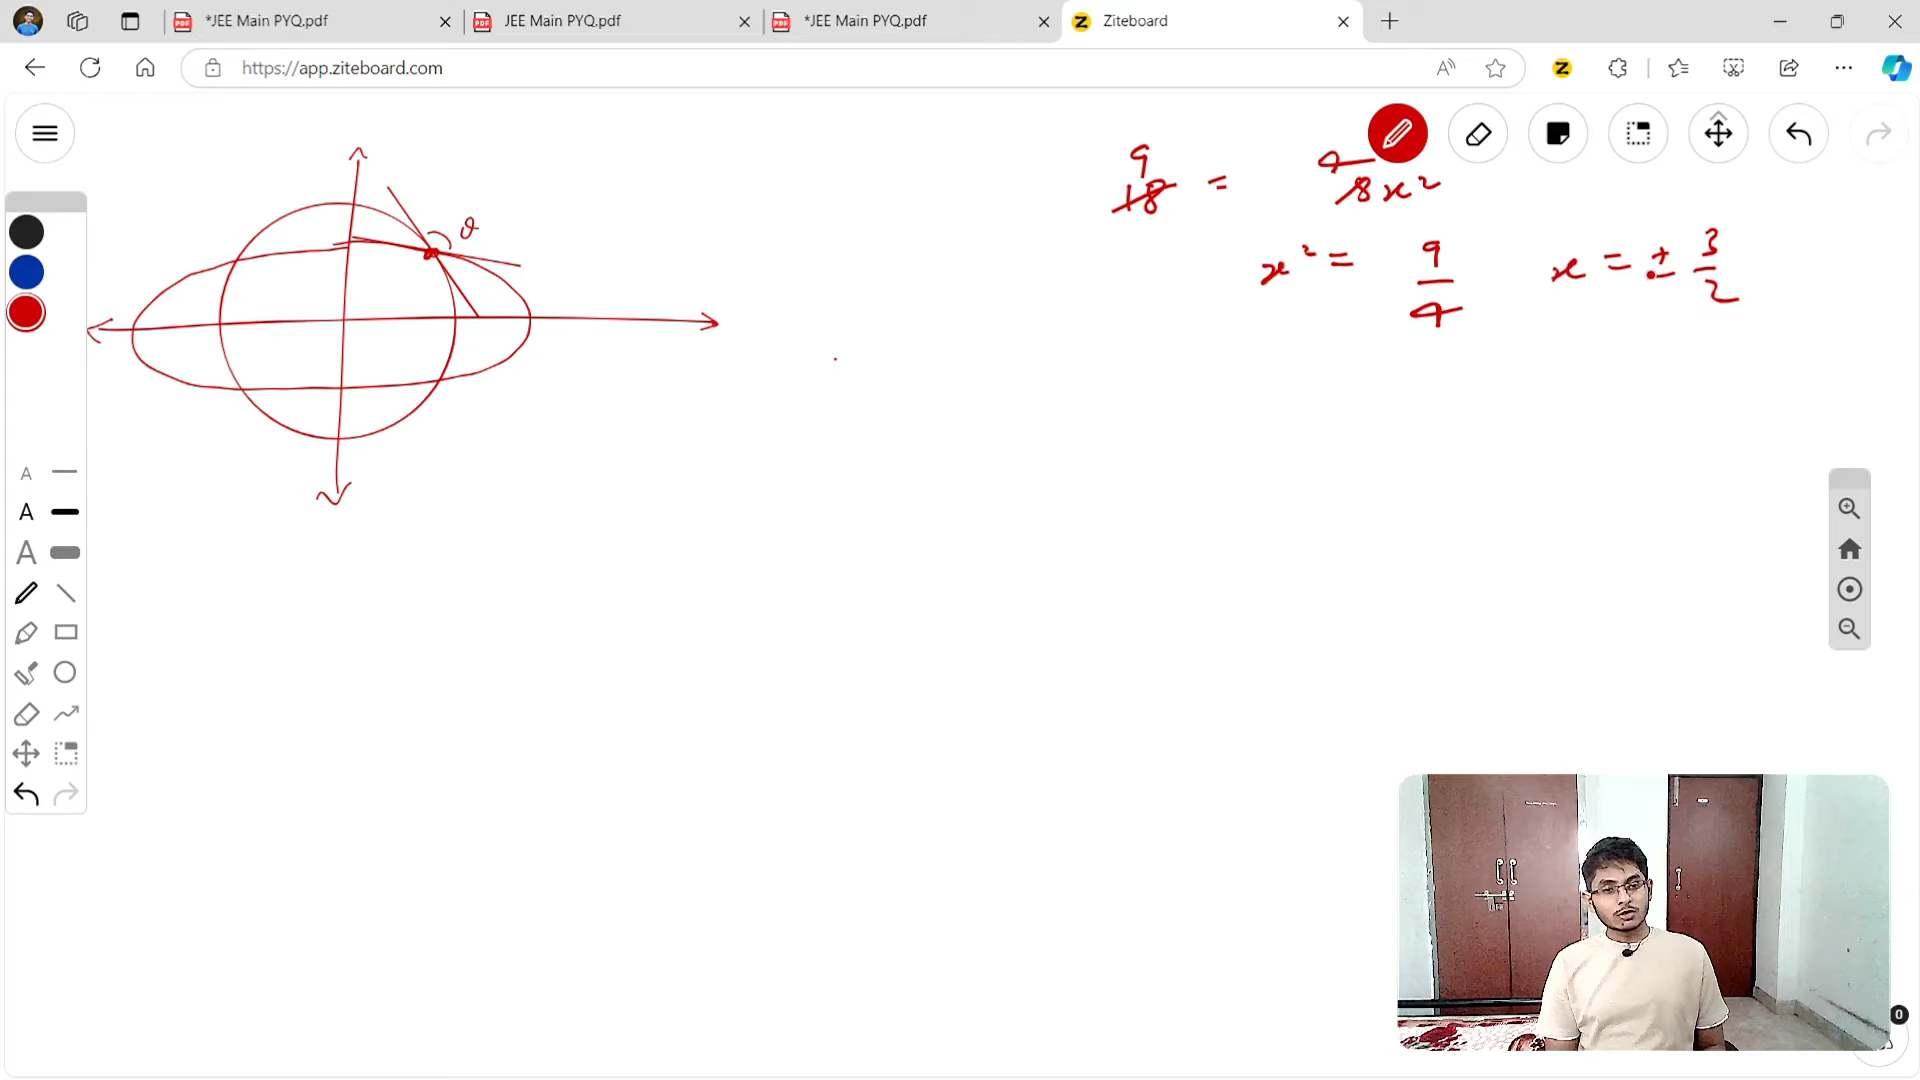 *JEE Main PYQ.pdf
JEE Main PYQ.pdf
*JEE Main PYQ.pdf
Ziteboard
https://app.ziteboard.com
9
18 = 8x²
4
x² = 9/4
x = ± 3/2
θ
A
A
A
0